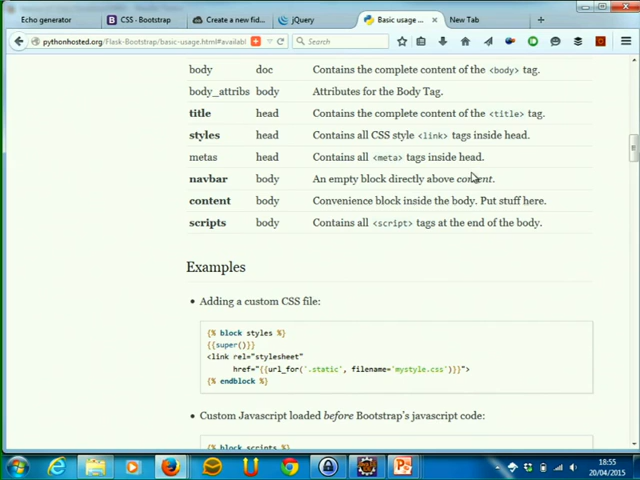 Echo generator
CSS · Bootstrap
Create a new fid...
jQuery
Basic usage ...
New Tab
pythonhosted.org/Flask-Bootstrap/basic-usage.html#availabl
Search
body doc Contains the complete content of the <body> tag.
body_attribs body Attributes for the Body Tag.
title head Contains the complete content of the <title> tag.
styles head Contains all CSS style <link> tags inside head.
metas head Contains all <meta> tags inside head.
navbar body An empty block directly above content.
content body Convenience block inside the body. Put stuff here.
scripts body Contains all <script> tags at the end of the body.
Examples
• Adding a custom CSS file:
{% block styles %}
{{super()}}
<link rel="stylesheet"
href="{{url_for('.static', filename='mystyle.css')}}">
{% endblock %}
• Custom Javascript loaded before Bootstrap's javascript code:
{% block scripts %}
18:55
20/04/2015